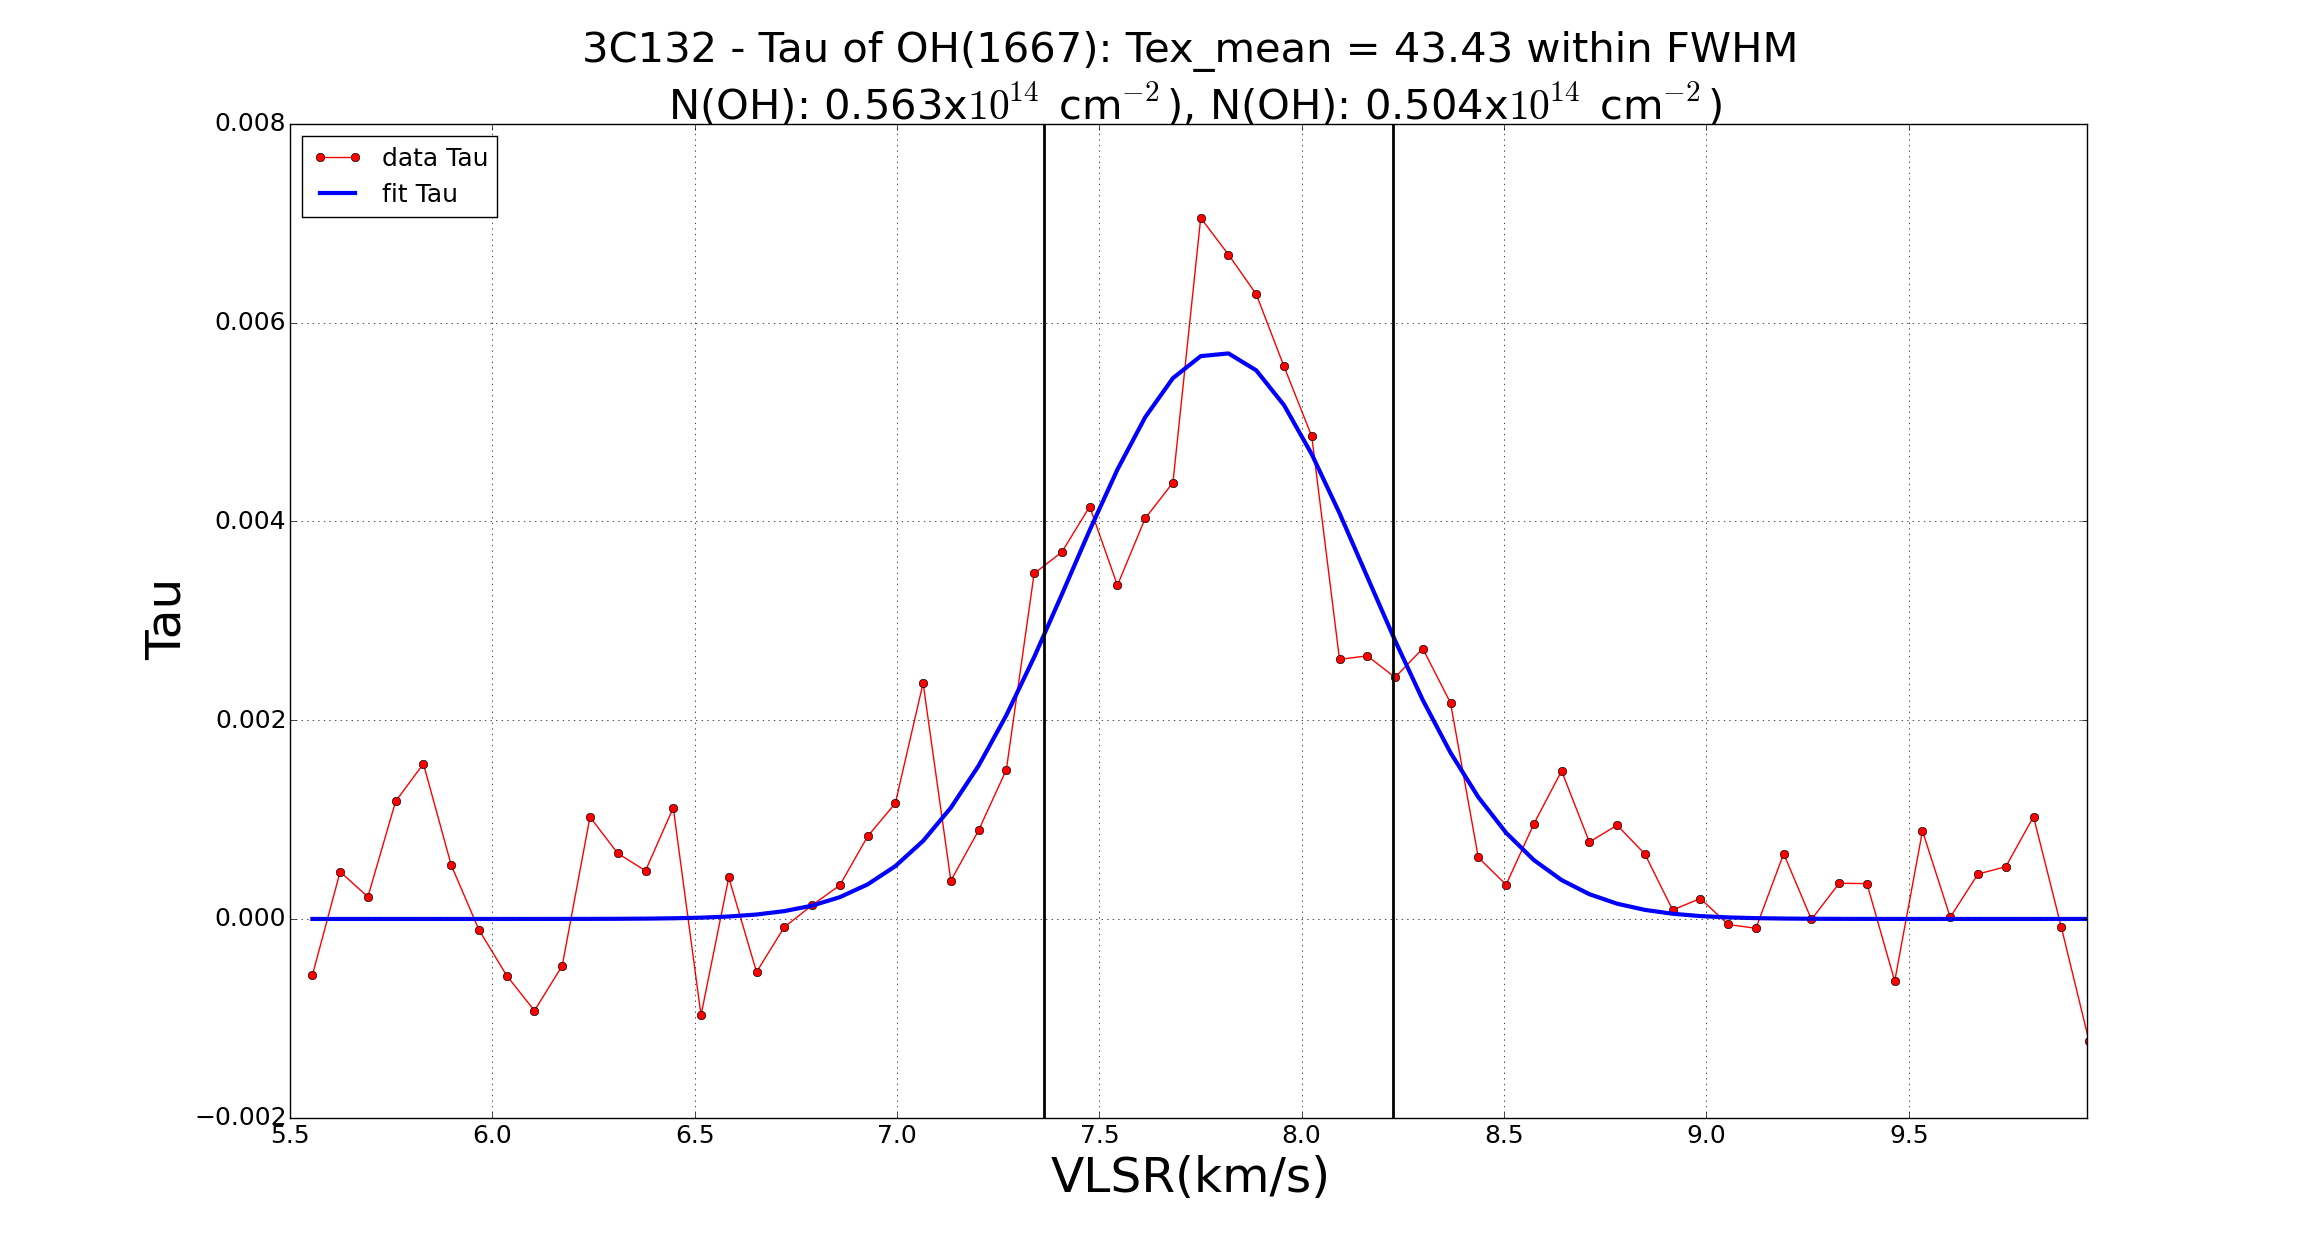 3C132 - Tau of OH(1667): Tex_mean = 43.43 within FWHM
N(OH): 0.563x10^14 cm^−2), N(OH): 0.504x10^14 cm^−2)
data Tau
fit Tau
0.008
0.006
0.004
0.002
0.000
−0.002
Tau
5.5 6.0 6.5 7.0 7.5 8.0 8.5 9.0 9.5
VLSR(km/s)